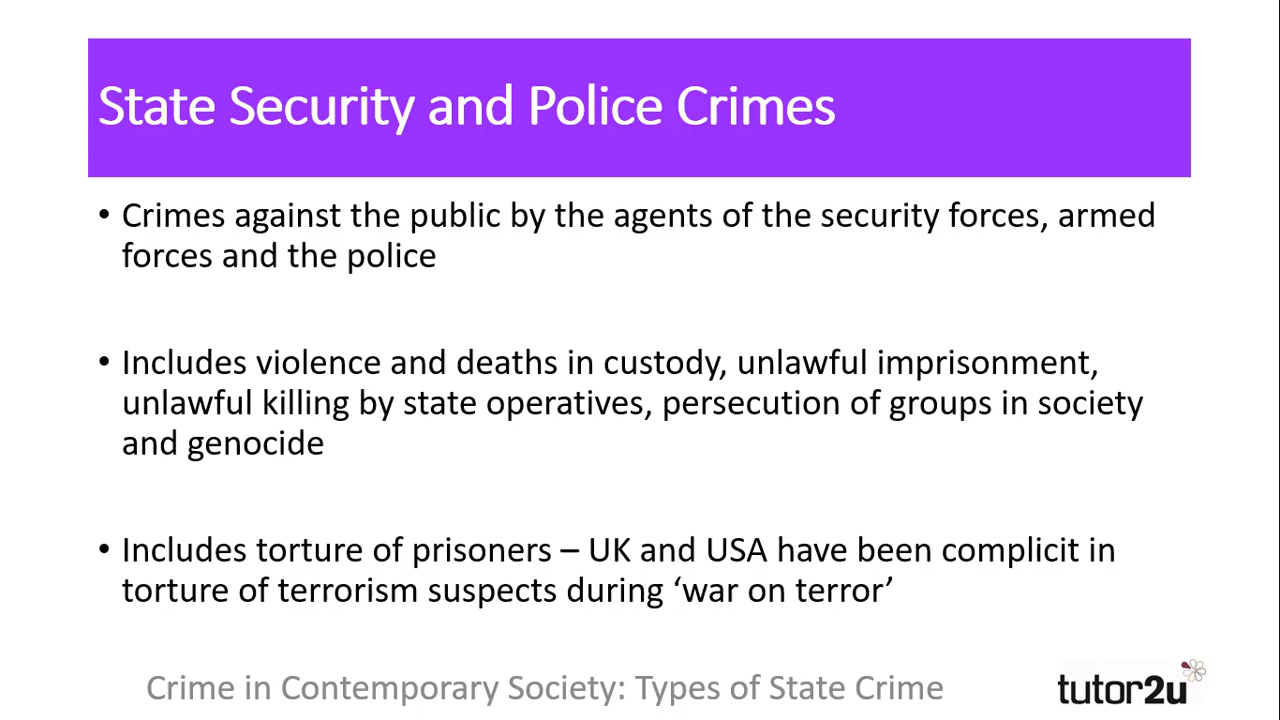 State Security and Police Crimes
• Crimes against the public by the agents of the security forces, armed
forces and the police
• Includes violence and deaths in custody, unlawful imprisonment,
unlawful killing by state operatives, persecution of groups in society
and genocide
• Includes torture of prisoners – UK and USA have been complicit in
torture of terrorism suspects during ‘war on terror’
Crime in Contemporary Society: Types of State Crime
tutor2u